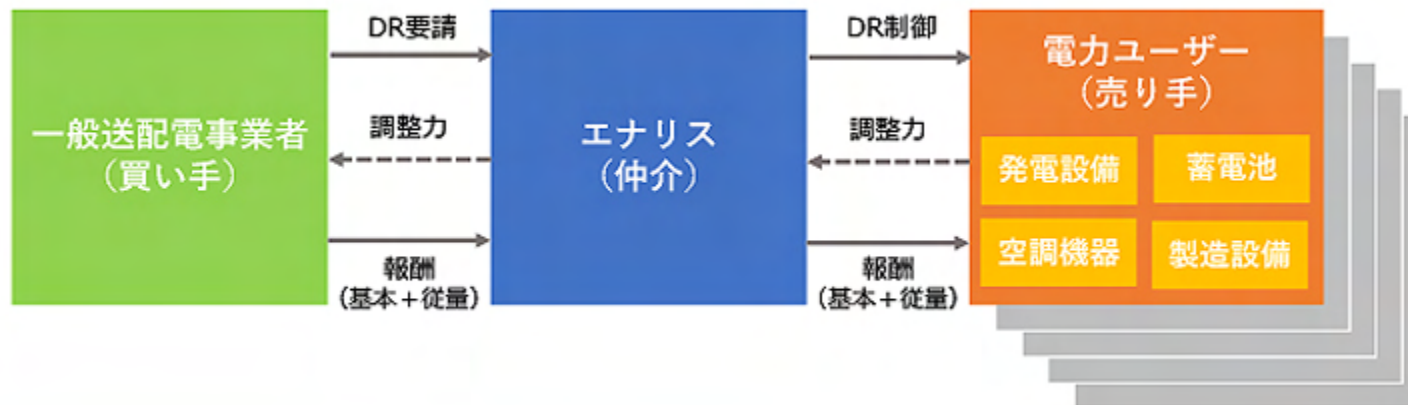 一般送配電事業者
（買い手）
DR要請
調整力
報酬
（基本＋従量）
エナリス
（仲介）
DR制御
調整力
報酬
（基本＋従量）
電力ユーザー
（売り手）
発電設備
蓄電池
空調機器
製造設備